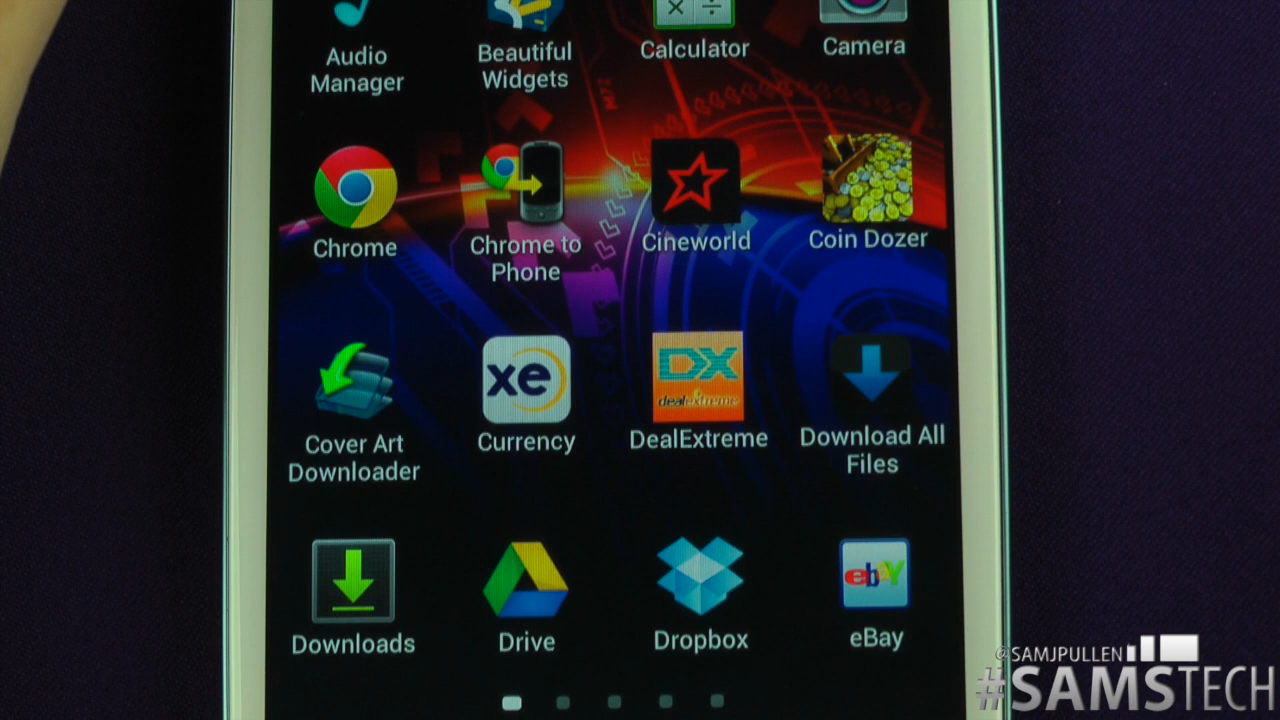 Audio
Manager
Beautiful
Widgets
Calculator
Camera
Chrome
Chrome to
Phone
Cineworld
Coin Dozer
xe
DX
dealextreme
Cover Art
Downloader
Currency
DealExtreme
Download All
Files
ebY
Downloads
Drive
Dropbox
eBay
@SAMJPULLEN
#SAMSTECH